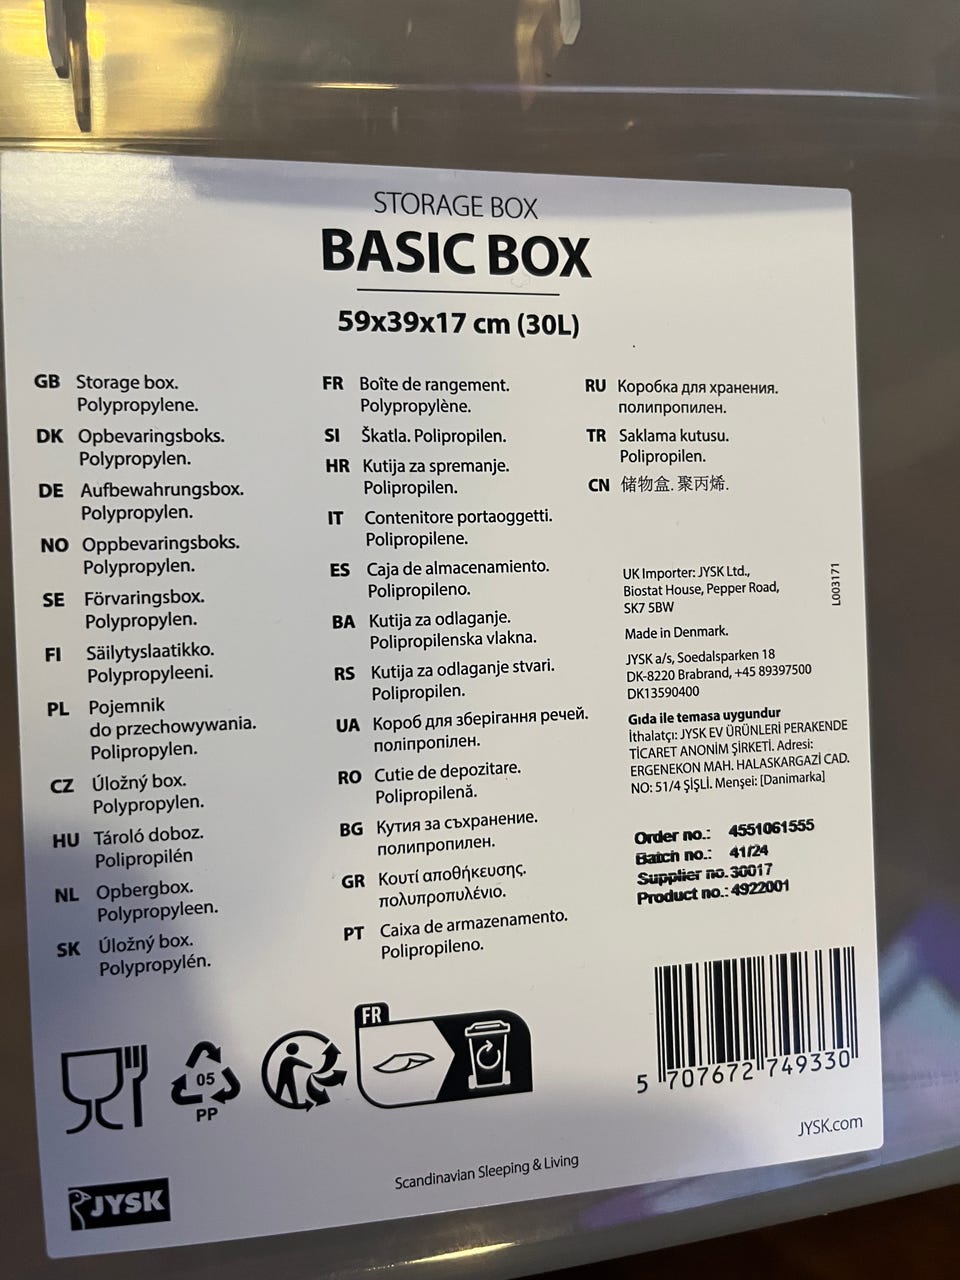 STORAGE BOX
BASIC BOX
59x39x17 cm (30L)
GB Storage box.
Polypropylene.
DK Opbevaringsboks.
Polypropylen.
DE Aufbewahrungsbox.
Polypropylen.
NO Oppbevaringsboks.
Polypropylen.
SE Förvaringsbox.
Polypropylen.
FI Säilytyslaatikko.
Polypropyleeni.
PL Pojemnik
do przechowywania.
Polipropylen.
CZ Úložný box.
Polypropylen.
HU Tároló doboz.
Polipropilén
NL Opbergbox.
Polypropyleen.
SK Úložný box.
Polypropylén.
FR Boîte de rangement.
Polypropylène.
SI Škatla. Polipropilen.
HR Kutija za spremanje.
Polipropilen.
IT Contenitore portaoggetti.
Polipropilene.
ES Caja de almacenamiento.
Polipropileno.
BA Kutija za odlaganje.
Polipropilenska vlakna.
RS Kutija za odlaganje stvari.
Polipropilen.
UA Короб для зберігання речей.
поліпропілен.
RO Cutie de depozitare.
Polipropilenă.
BG Кутия за съхранение.
полипропилен.
GR Κουτί αποθήκευσης.
πολυπροπυλένιο.
PT Caixa de armazenamento.
Polipropileno.
RU Коробка для хранения.
полипропилен.
TR Saklama kutusu.
Polipropilen.
CN 储物盒. 聚丙烯.
UK Importer: JYSK Ltd.,
Biostat House, Pepper Road,
SK7 5BW
L003171
Made in Denmark.
JYSK a/s, Soedalsparken 18
DK-8220 Brabrand, +45 89397500
DK13590400
Gıda ile temasa uygundur
İthalatçı: JYSK EV ÜRÜNLERİ PERAKENDE
TİCARET ANONİM ŞİRKETİ. Adresi:
ERGENEKON MAH. HALASKARGAZİ CAD.
NO: 51/4 ŞİŞLİ. Menşei: [Danimarka]
Order no.: 4551061555
Batch no.: 41/24
Supplier no. 30017
Product no.: 4922001
05
PP
FR
5 707672 749330
JYSK.com
JYSK
Scandinavian Sleeping & Living